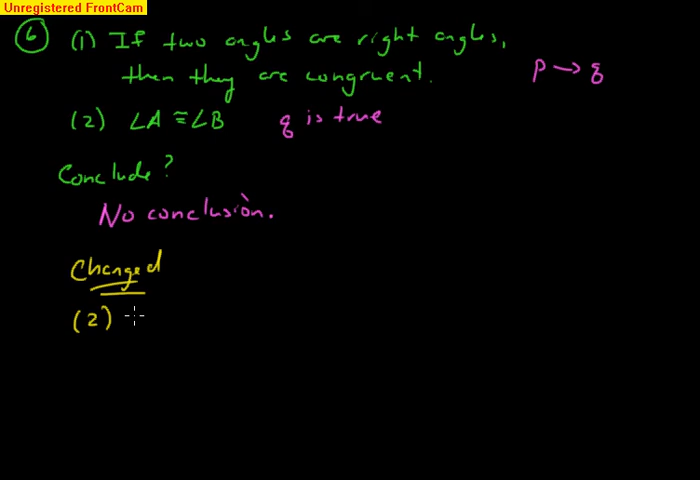 Unregistered FrontCam
6 (1) If two angles are right angles,
then they are congruent.
p → q
(2) ∠A ≅ ∠B q is true
Conclude?
No conclusion.
Changed
(2)